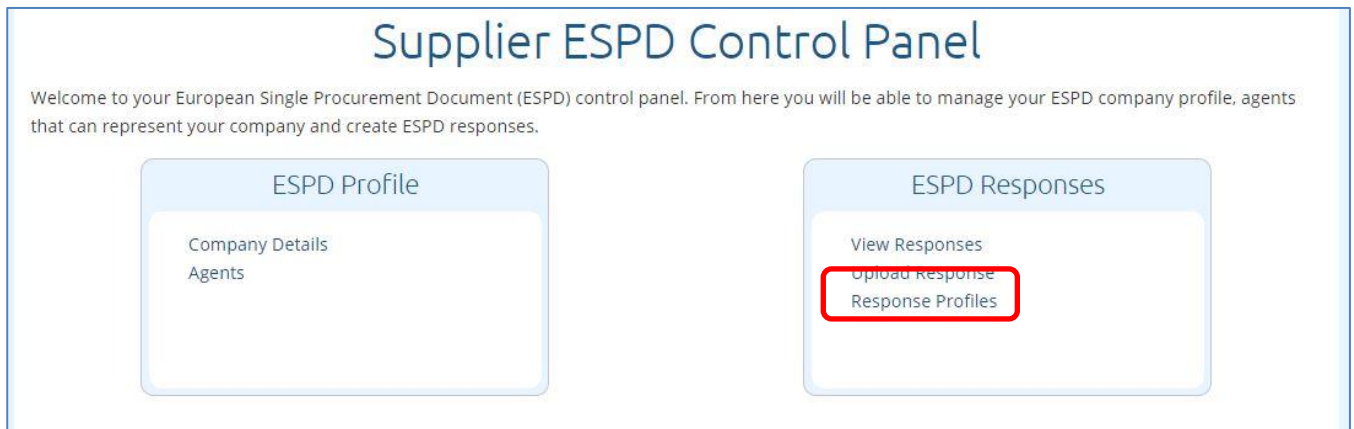 Supplier ESPD Control Panel
Welcome to your European Single Procurement Document (ESPD) control panel. From here you will be able to manage your ESPD company profile, agents
that can represent your company and create ESPD responses.
ESPD Profile
Company Details
Agents
ESPD Responses
View Responses
Upload Response
Response Profiles